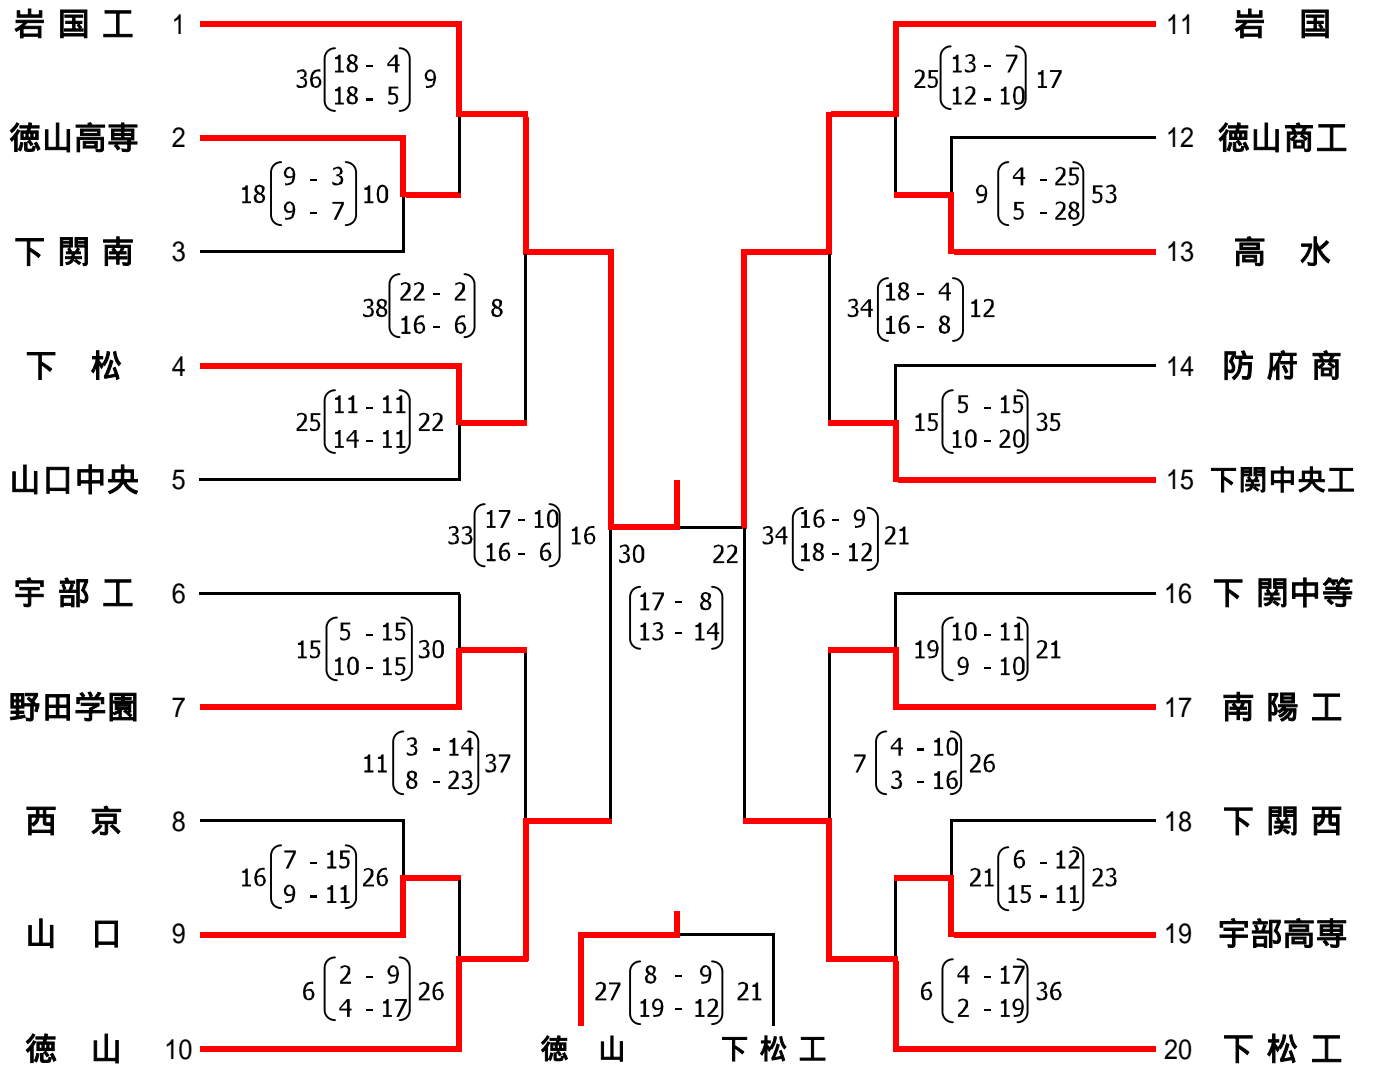 岩国工 1
36 18 - 4 9
18 - 5
徳山高専 2
18 9 - 3 10
9 - 7
下関南 3
38 22 - 2 8
16 - 6
下松 4
25 11 - 11 22
14 - 11
山口中央 5
33 17 - 10 16
16 - 6
宇部工 6
15 5 - 15 30
10 - 15
野田学園 7
11 3 - 14 37
8 - 23
西京 8
16 7 - 15 26
9 - 11
山口 9
6 2 - 9 26
4 - 17
徳山 10
30 22
17 - 8
13 - 14
27 8 - 9 21
19 - 12
徳山 下松工
11 岩国
25 13 - 7 17
12 - 10
12 徳山商工
9 4 - 25 53
5 - 28
13 高水
34 18 - 4 12
16 - 8
14 防府商
15 5 - 15 35
10 - 20
15 下関中央工
34 16 - 9 21
18 - 12
16 下関中等
19 10 - 11 21
9 - 10
17 南陽工
7 4 - 10 26
3 - 16
18 下関西
21 6 - 12 23
15 - 11
19 宇部高専
6 4 - 17 36
2 - 19
20 下松工